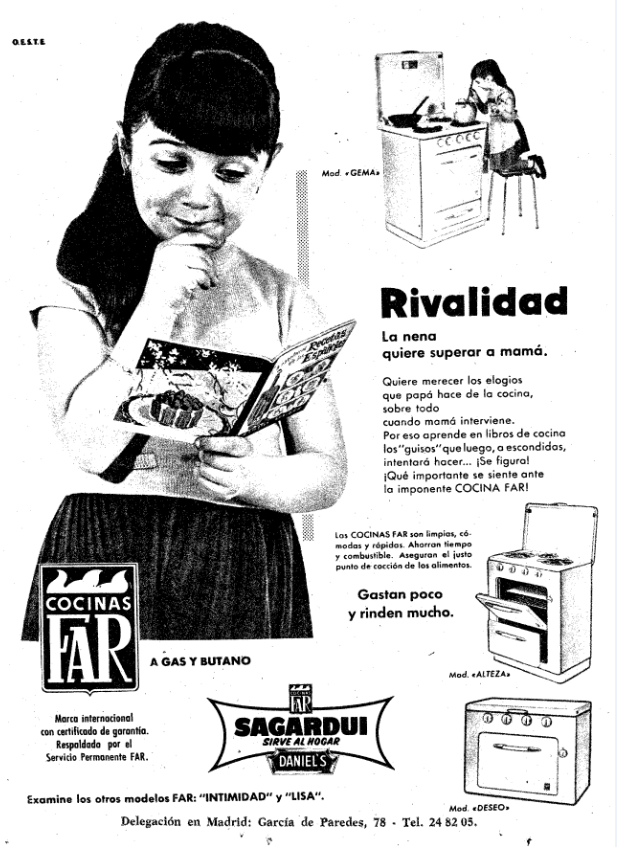 O.E.S.T.E
Mod. «GEMA»
Rivalidad
La nena
quiere superar a mamá.
Quiere merecer los elogios
que papá hace de la cocina,
sobre todo
cuando mamá interviene.
Por eso aprende en libros de cocina
los"guisos"que luego, a escondidas,
intentará hacer... ¡Se figura!
¡Qué importante se siente ante
la imponente COCINA FAR!
Recetas
Española
Las COCINAS FAR son limpias, có-
modas y rápidas. Ahorran tiempo
y combustible. Aseguran el justo
punto de cocción de los alimentos.
Gastan poco
y rinden mucho.
COCINAS
FAR
A GAS Y BUTANO
Mod. «ALTEZA»
Marca internacional
con certificado de garantía.
Respaldada por el
Servicio Permanente FAR.
COCINAS
FAR
SAGARDUI
SIRVE AL HOGAR
DANIEL'S
Mod. «DESEO»
Examine los otros modelos FAR: "INTIMIDAD" y "LISA".
Delegación en Madrid: García de Paredes, 78 - Tel. 24 82 05.